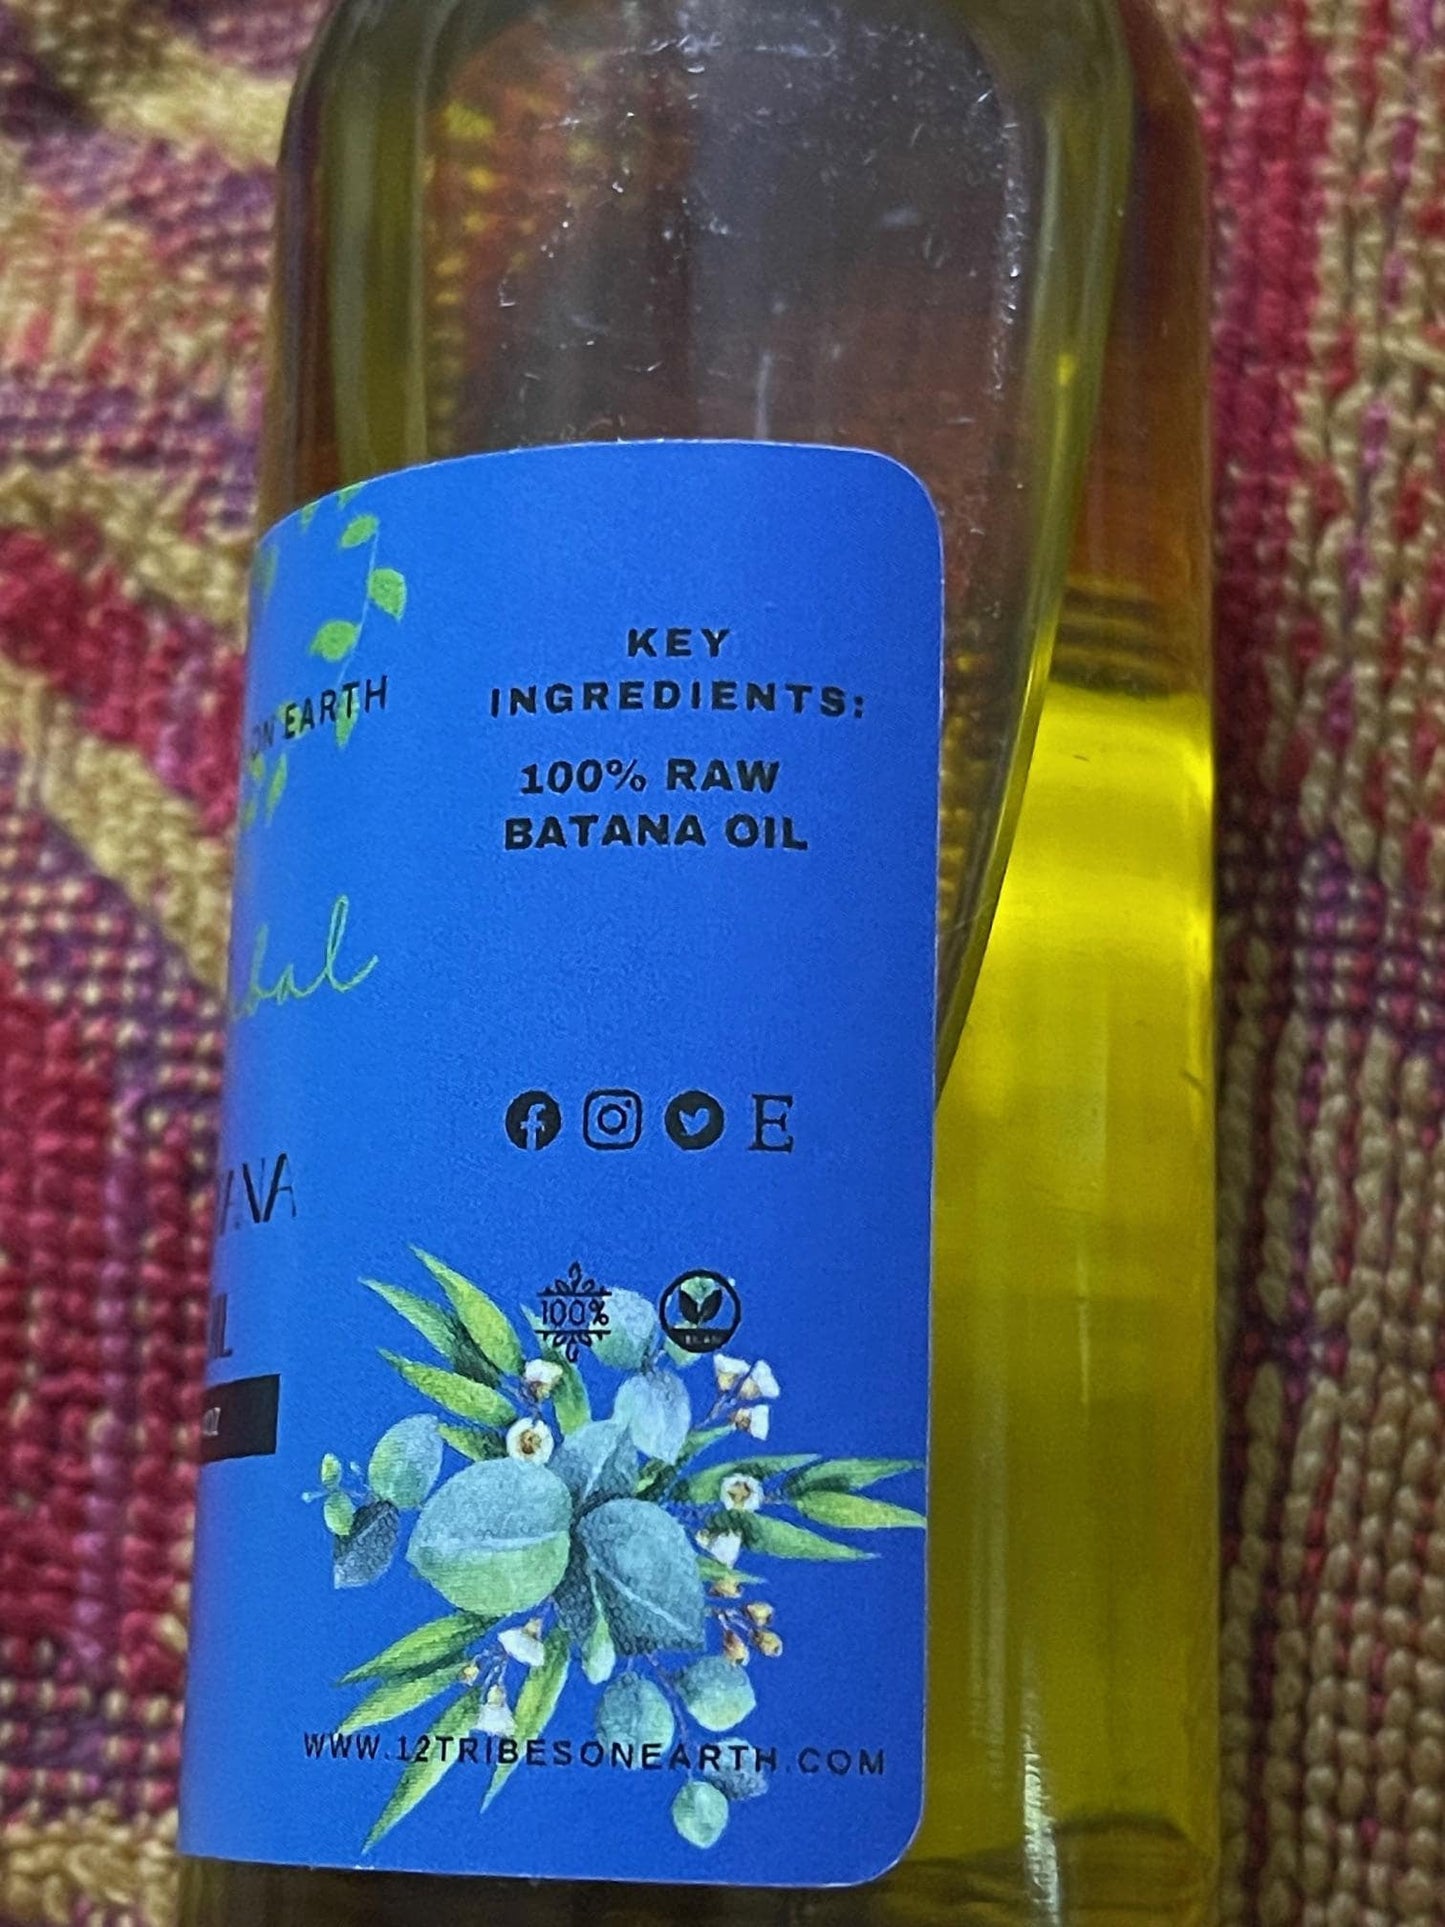 ON EARTH
KEY
INGREDIENTS:
100% RAW
BATANA OIL
E
100%
WWW.12TRIBESONEARTH.COM